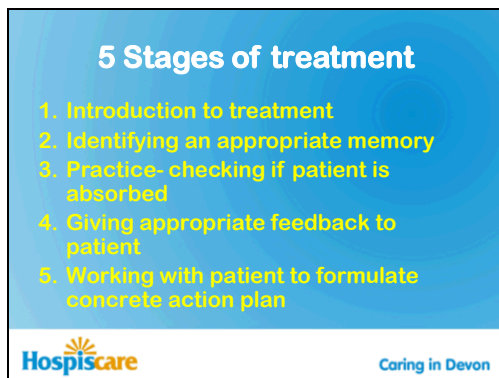 5 Stages of treatment
1. Introduction to treatment
2. Identifying an appropriate memory
3. Practice- checking if patient is
absorbed
4. Giving appropriate feedback to
patient
5. Working with patient to formulate
concrete action plan
Hospiscare
Caring in Devon